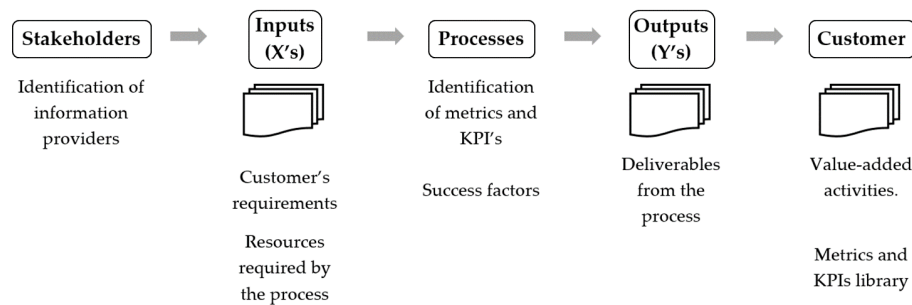 Stakeholders
Inputs
(X's)
Processes
Outputs
(Y's)
Customer
Identification of
information
providers
Customer's
requirements
Resources
required by
the process
Identification
of metrics and
KPI's
Success factors
Deliverables
from the
process
Value-added
activities.
Metrics and
KPIs library